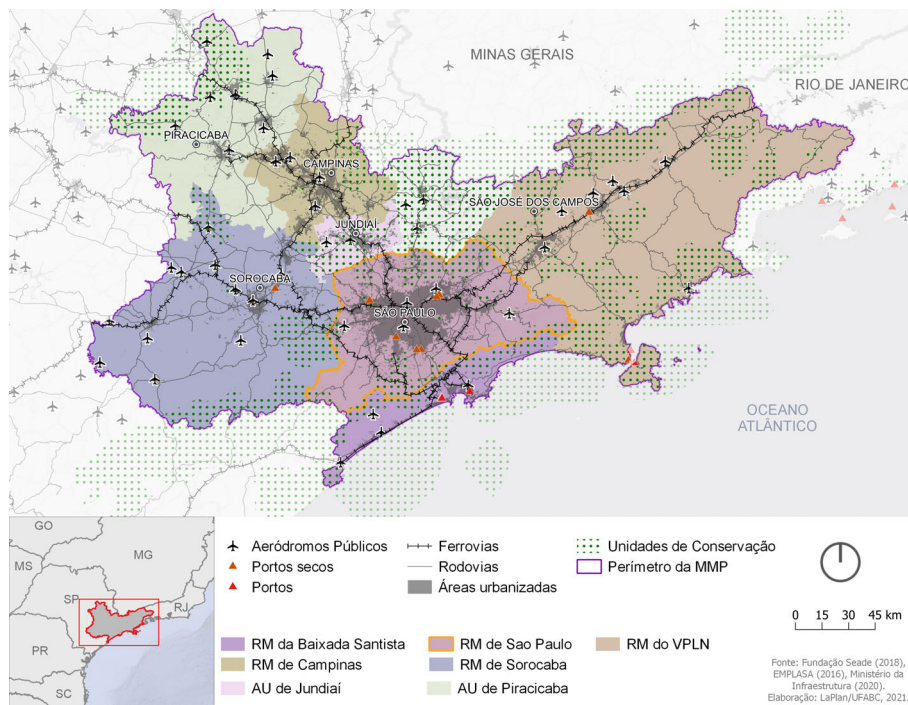 MINAS GERAIS
RIO DE JANEIRO
PIRACICABA
CAMPINAS
SÃO JOSÉ DOS CAMPOS
JUNDIAÍ
SOROCABA
SÃO PAULO
OCEANO
ATLÂNTICO
GO
MG
MS
SP
RJ
PR
SC
Aeródromos Públicos
Portos secos
Portos
Ferrovias
Rodovias
Áreas urbanizadas
Unidades de Conservação
Perímetro da MMP
0 15 30 45 km
RM da Baixada Santista
RM de Sao Paulo
RM do VPLN
RM de Campinas
RM de Sorocaba
AU de Jundiaí
AU de Piracicaba
Fonte: Fundação Seade (2018),
EMPLASA (2016), Ministério da
Infraestrutura (2020).
Elaboração: LaPlan/UFABC, 2021.